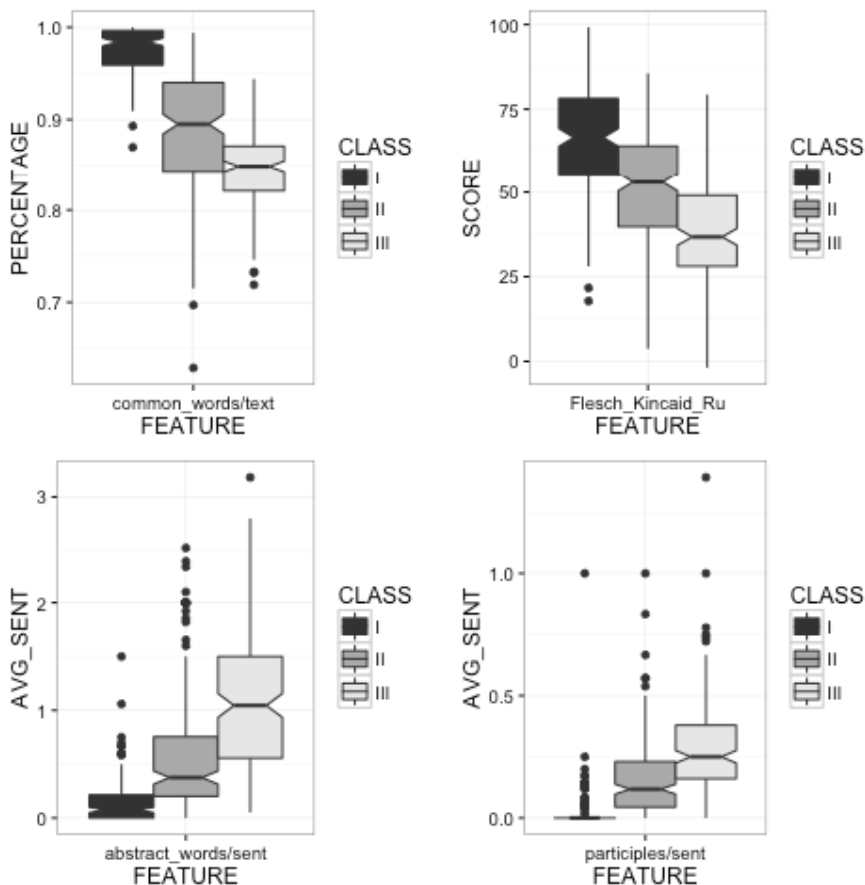 1.0
0.9
0.8
0.7
PERCENTAGE
common_words/text
FEATURE
CLASS
I
II
III
100
75
50
25
0
SCORE
Flesch_Kincaid_Ru
FEATURE
CLASS
I
II
III
3
2
1
0
AVG_SENT
abstract_words/sent
FEATURE
CLASS
I
II
III
1.0
0.5
0.0
AVG_SENT
participles/sent
FEATURE
CLASS
I
II
III